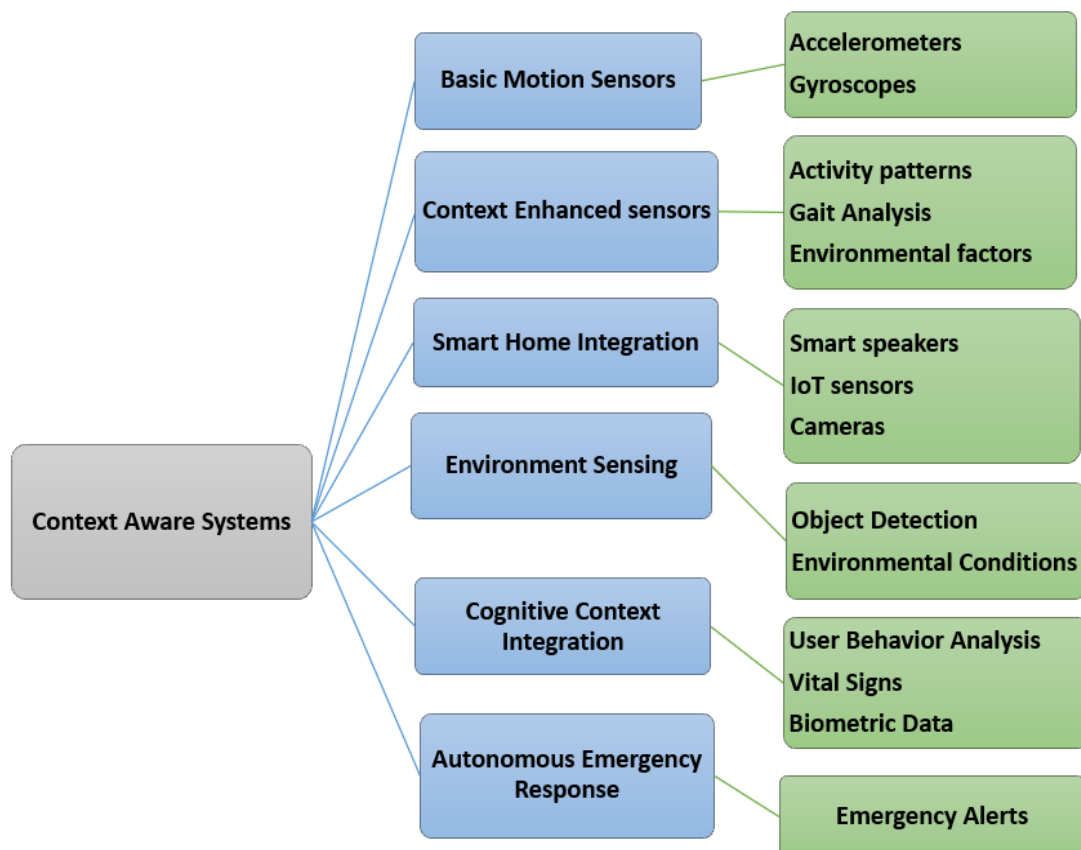 Context Aware Systems
Basic Motion Sensors
Accelerometers
Gyroscopes
Context Enhanced sensors
Activity patterns
Gait Analysis
Environmental factors
Smart Home Integration
Smart speakers
IoT sensors
Cameras
Environment Sensing
Object Detection
Environmental Conditions
Cognitive Context
Integration
User Behavior Analysis
Vital Signs
Biometric Data
Autonomous Emergency
Response
Emergency Alerts